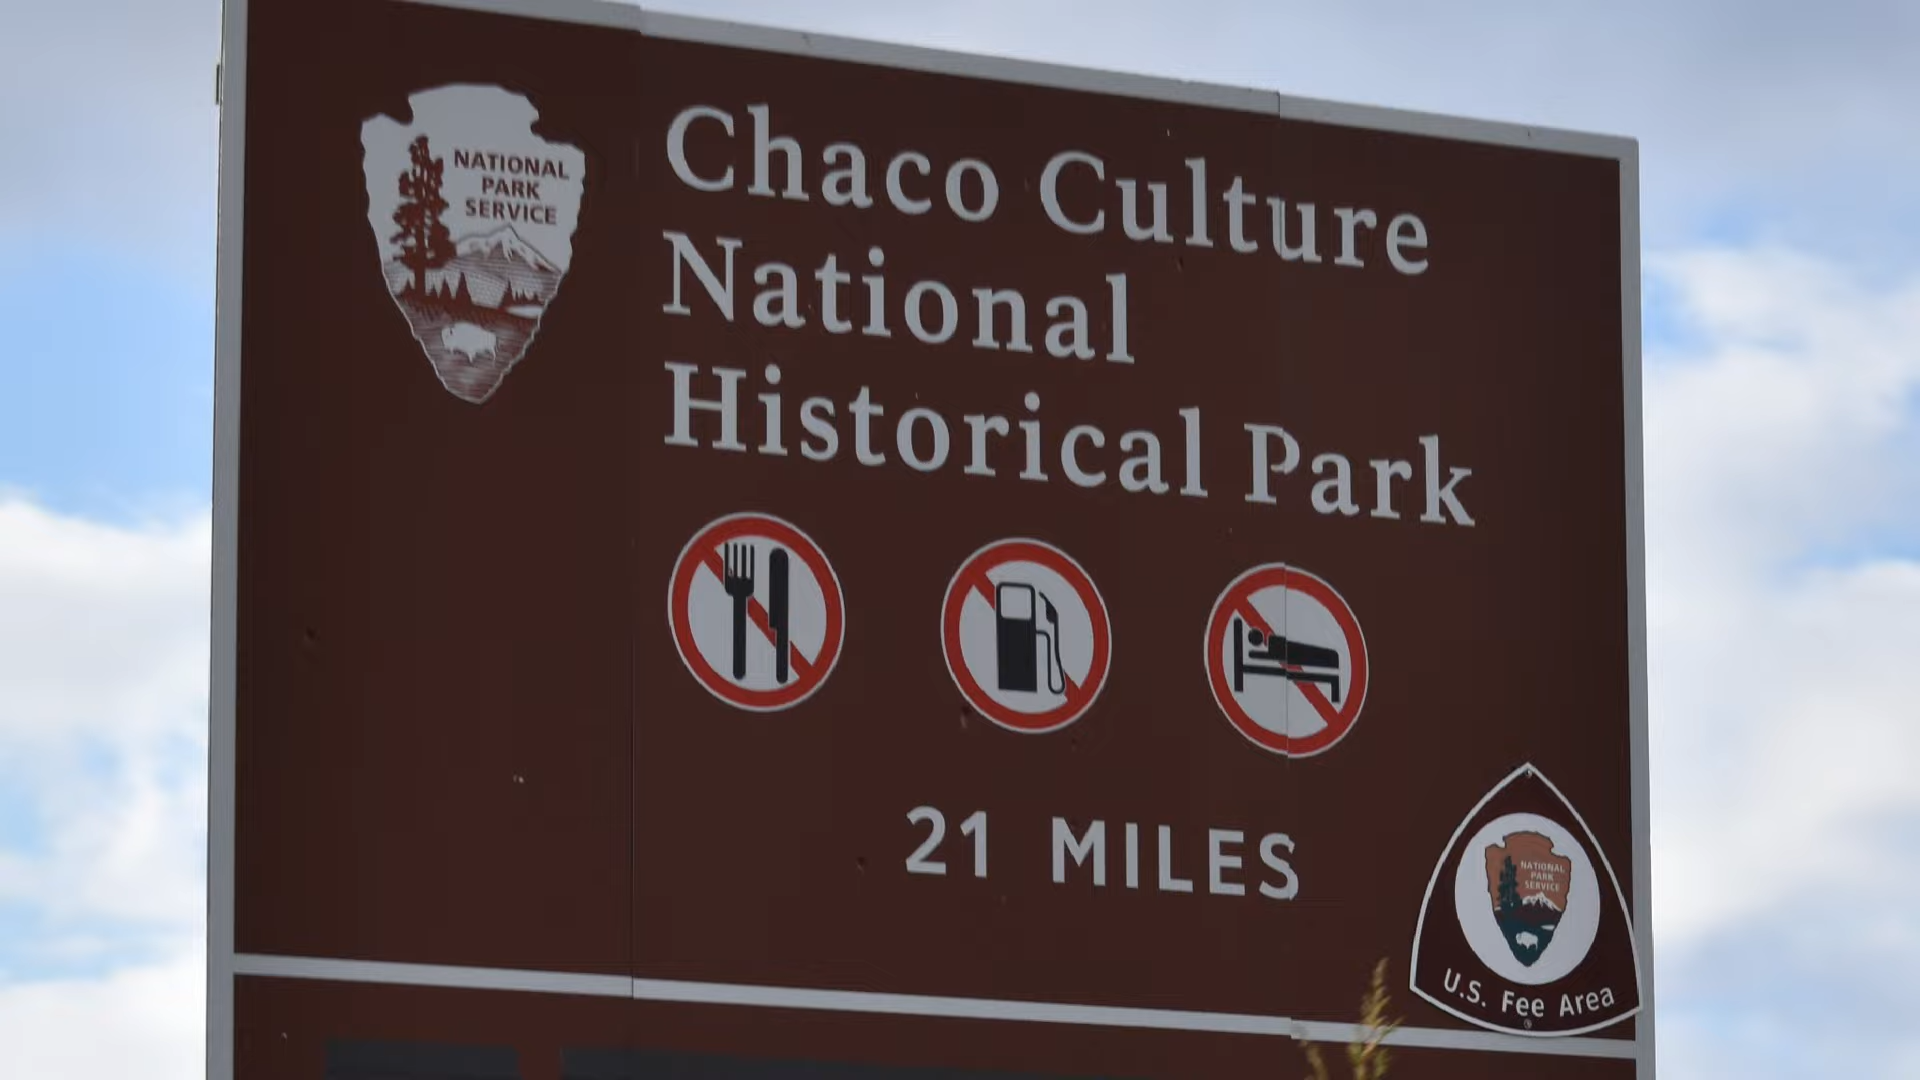 NATIONAL
PARK
SERVICE
Chaco Culture
National
Historical Park
21 MILES
NATIONAL
PARK
SERVICE
U.S. Fee Area